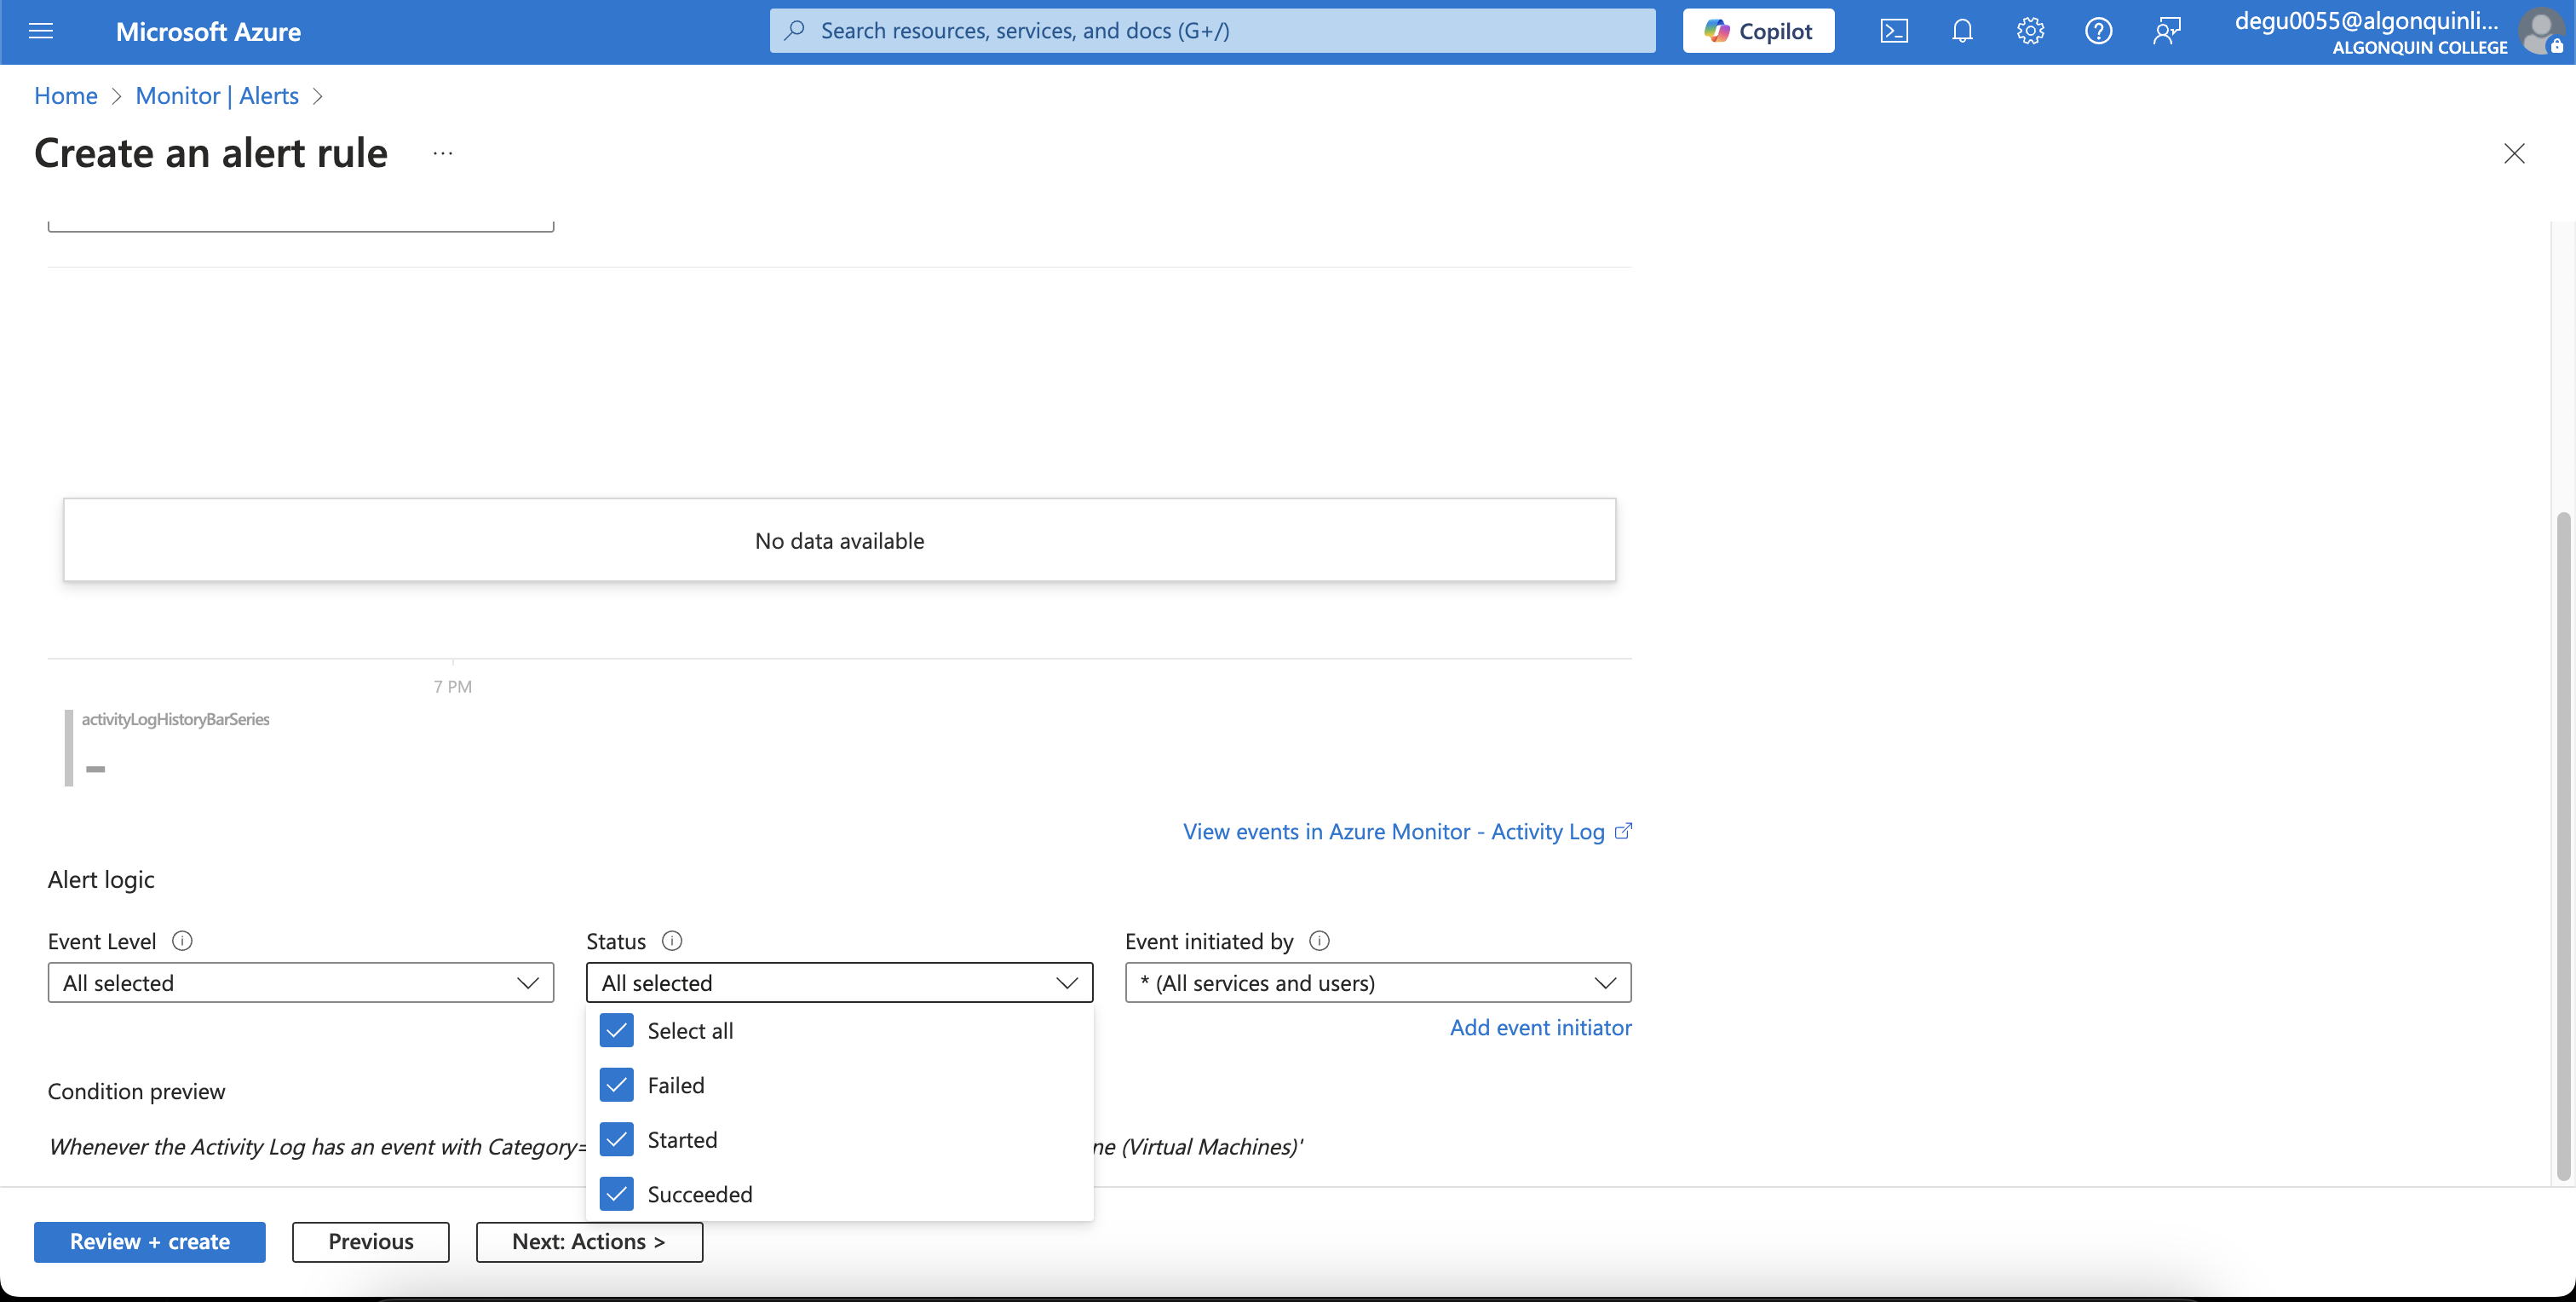 Microsoft Azure
Search resources, services, and docs (G+/)
Copilot
degu0055@algonquinli...
ALGONQUIN COLLEGE
Home > Monitor | Alerts >
Create an alert rule ...
No data available
7 PM
activityLogHistoryBarSeries
--
View events in Azure Monitor - Activity Log
Alert logic
Event Level
Status
Event initiated by
All selected
All selected
* (All services and users)
Select all
Add event initiator
Failed
Condition preview
Started
Whenever the Activity Log has an event with Category= ne (Virtual Machines)'
Succeeded
Review + create
Previous
Next: Actions >